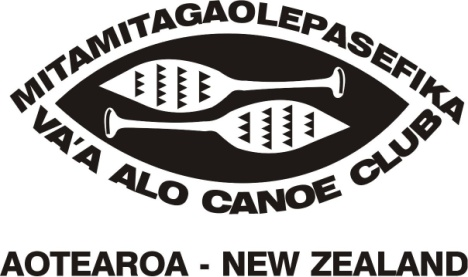 MITAMITAGAOLEPASEFIKA
VA'A ALO CANOE CLUB
AOTEAROA - NEW ZEALAND